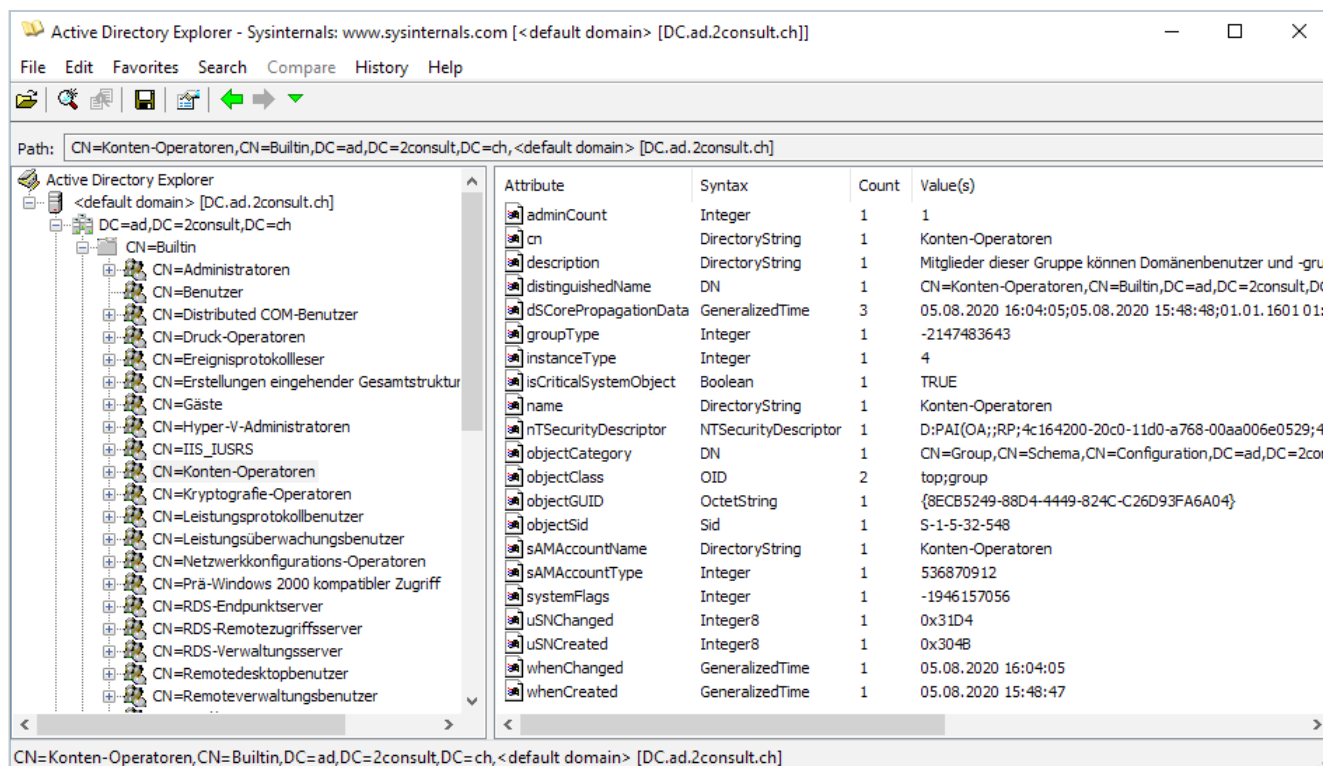 Active Directory Explorer - Sysinternals: www.sysinternals.com [<default domain> [DC.ad.2consult.ch]]
File Edit Favorites Search Compare History Help
Path: CN=Konten-Operatoren,CN=Builtin,DC=ad,DC=2consult,DC=ch,<default domain> [DC.ad.2consult.ch]
Active Directory Explorer
<default domain> [DC.ad.2consult.ch]
DC=ad,DC=2consult,DC=ch
CN=Builtin
CN=Administratoren
CN=Benutzer
CN=Distributed COM-Benutzer
CN=Druck-Operatoren
CN=Ereignisprotokollleser
CN=Erstellungen eingehender Gesamtstruktur
CN=Gäste
CN=Hyper-V-Administratoren
CN=IIS_IUSRS
CN=Konten-Operatoren
CN=Kryptografie-Operatoren
CN=Leistungsprotokollbenutzer
CN=Leistungsüberwachungsbenutzer
CN=Netzwerkkonfigurations-Operatoren
CN=Prä-Windows 2000 kompatibler Zugriff
CN=RDS-Endpunktserver
CN=RDS-Remotezugriffsserver
CN=RDS-Verwaltungsserver
CN=Remotedesktopbenutzer
CN=Remoteverwaltungsbenutzer
Attribute Syntax Count Value(s)
adminCount Integer 1 1
cn DirectoryString 1 Konten-Operatoren
description DirectoryString 1 Mitglieder dieser Gruppe können Domänenbenutzer und -gru
distinguishedName DN 1 CN=Konten-Operatoren,CN=Builtin,DC=ad,DC=2consult,DC
dSCorePropagationData GeneralizedTime 3 05.08.2020 16:04:05;05.08.2020 15:48:48;01.01.1601 01:
groupType Integer 1 -2147483643
instanceType Integer 1 4
isCriticalSystemObject Boolean 1 TRUE
name DirectoryString 1 Konten-Operatoren
nTSecurityDescriptor NTSecurityDescriptor 1 D:PAI(OA;;RP;4c164200-20c0-11d0-a768-00aa006e0529;4
objectCategory DN 1 CN=Group,CN=Schema,CN=Configuration,DC=ad,DC=2con
objectClass OID 2 top;group
objectGUID OctetString 1 {8ECB5249-88D4-4449-824C-C26D93FA6A04}
objectSid Sid 1 S-1-5-32-548
sAMAccountName DirectoryString 1 Konten-Operatoren
sAMAccountType Integer 1 536870912
systemFlags Integer 1 -1946157056
uSNChanged Integer8 1 0x31D4
uSNCreated Integer8 1 0x304B
whenChanged GeneralizedTime 1 05.08.2020 16:04:05
whenCreated GeneralizedTime 1 05.08.2020 15:48:47
CN=Konten-Operatoren,CN=Builtin,DC=ad,DC=2consult,DC=ch,<default domain> [DC.ad.2consult.ch]